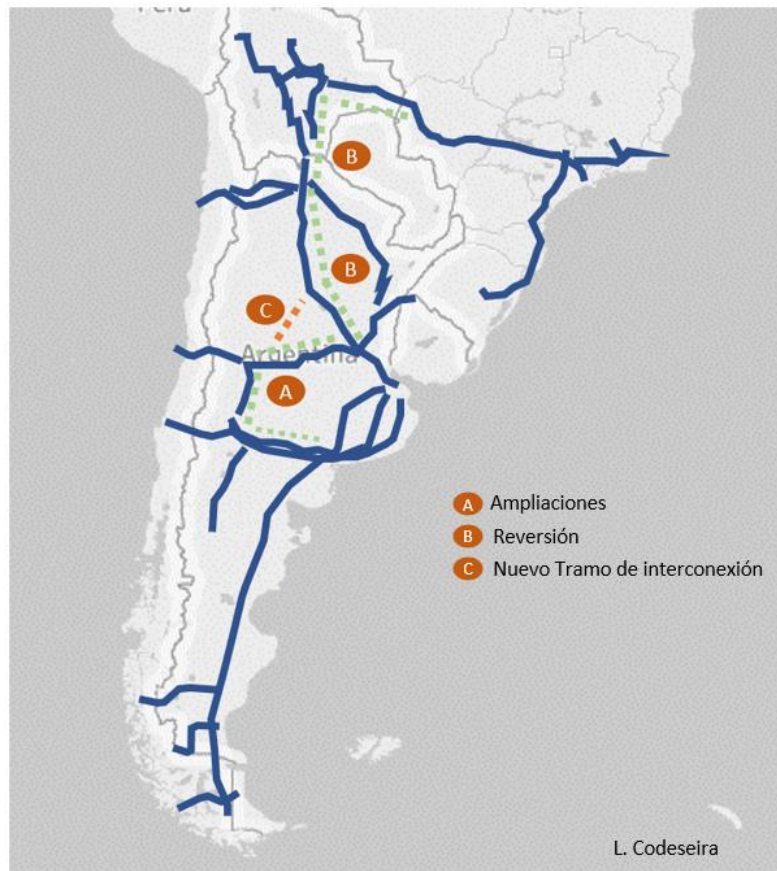 Perú
B
B
C
Argentina
A
A Ampliaciones
B Reversión
C Nuevo Tramo de interconexión
L. Codeseira